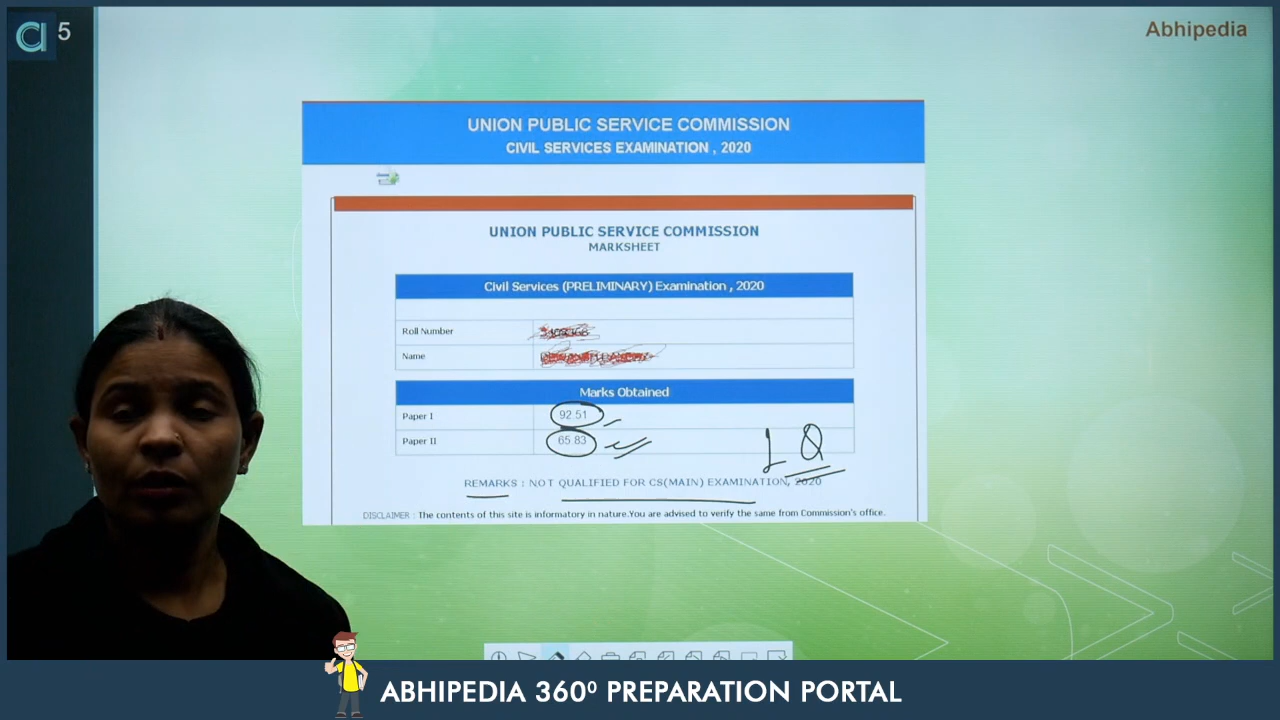 5
Abhipedia
UNION PUBLIC SERVICE COMMISSION
CIVIL SERVICES EXAMINATION , 2020
UNION PUBLIC SERVICE COMMISSION
MARKSHEET
Civil Services (PRELIMINARY) Examination , 2020
Roll Number
Name
Marks Obtained
Paper I 92.51
Paper II 65.83
1 Q
REMARKS : NOT QUALIFIED FOR CS(MAIN) EXAMINATION, 2020
DISCLAIMER : The contents of this site is informatory in nature.You are advised to verify the same from Commission's office.
ABHIPEDIA 360⁰ PREPARATION PORTAL